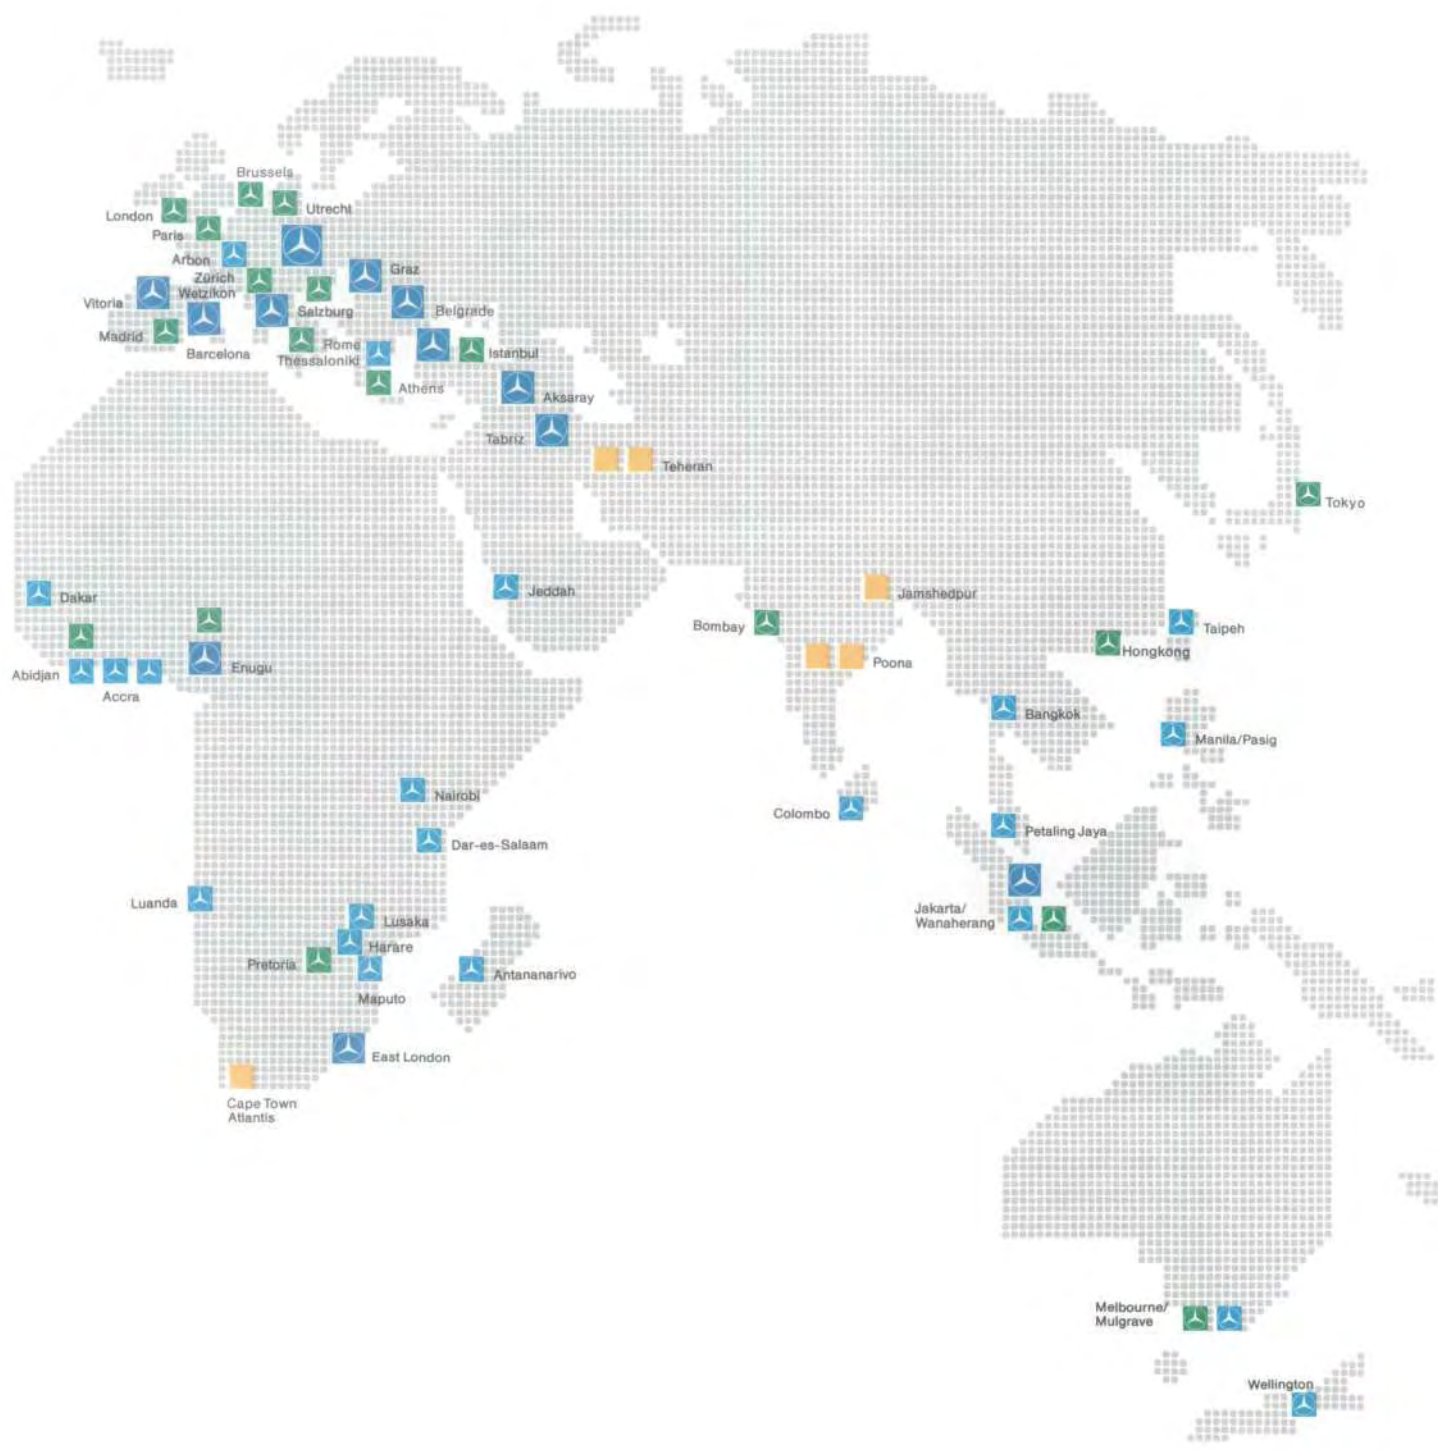 Brussels
Utrecht
London
Paris
Arbon
Graz
Zürich
Wetzikon
Vitoria
Salzburg
Belgrade
Madrid
Barcelona
Rome
Thessaloniki
Istanbul
Athens
Aksaray
Tabriz
Teheran
Tokyo
Dakar
Jeddah
Jamshedpur
Bombay
Taipeh
Hongkong
Poona
Abidjan
Enugu
Accra
Bangkok
Manila/Pasig
Nairobi
Colombo
Petaling Jaya
Dar-es-Salaam
Luanda
Jakarta/
Wanaherang
Lusaka
Harare
Pretoria
Antananarivo
Maputo
East London
Cape Town
Atlantis
Melbourne/
Mulgrave
Wellington